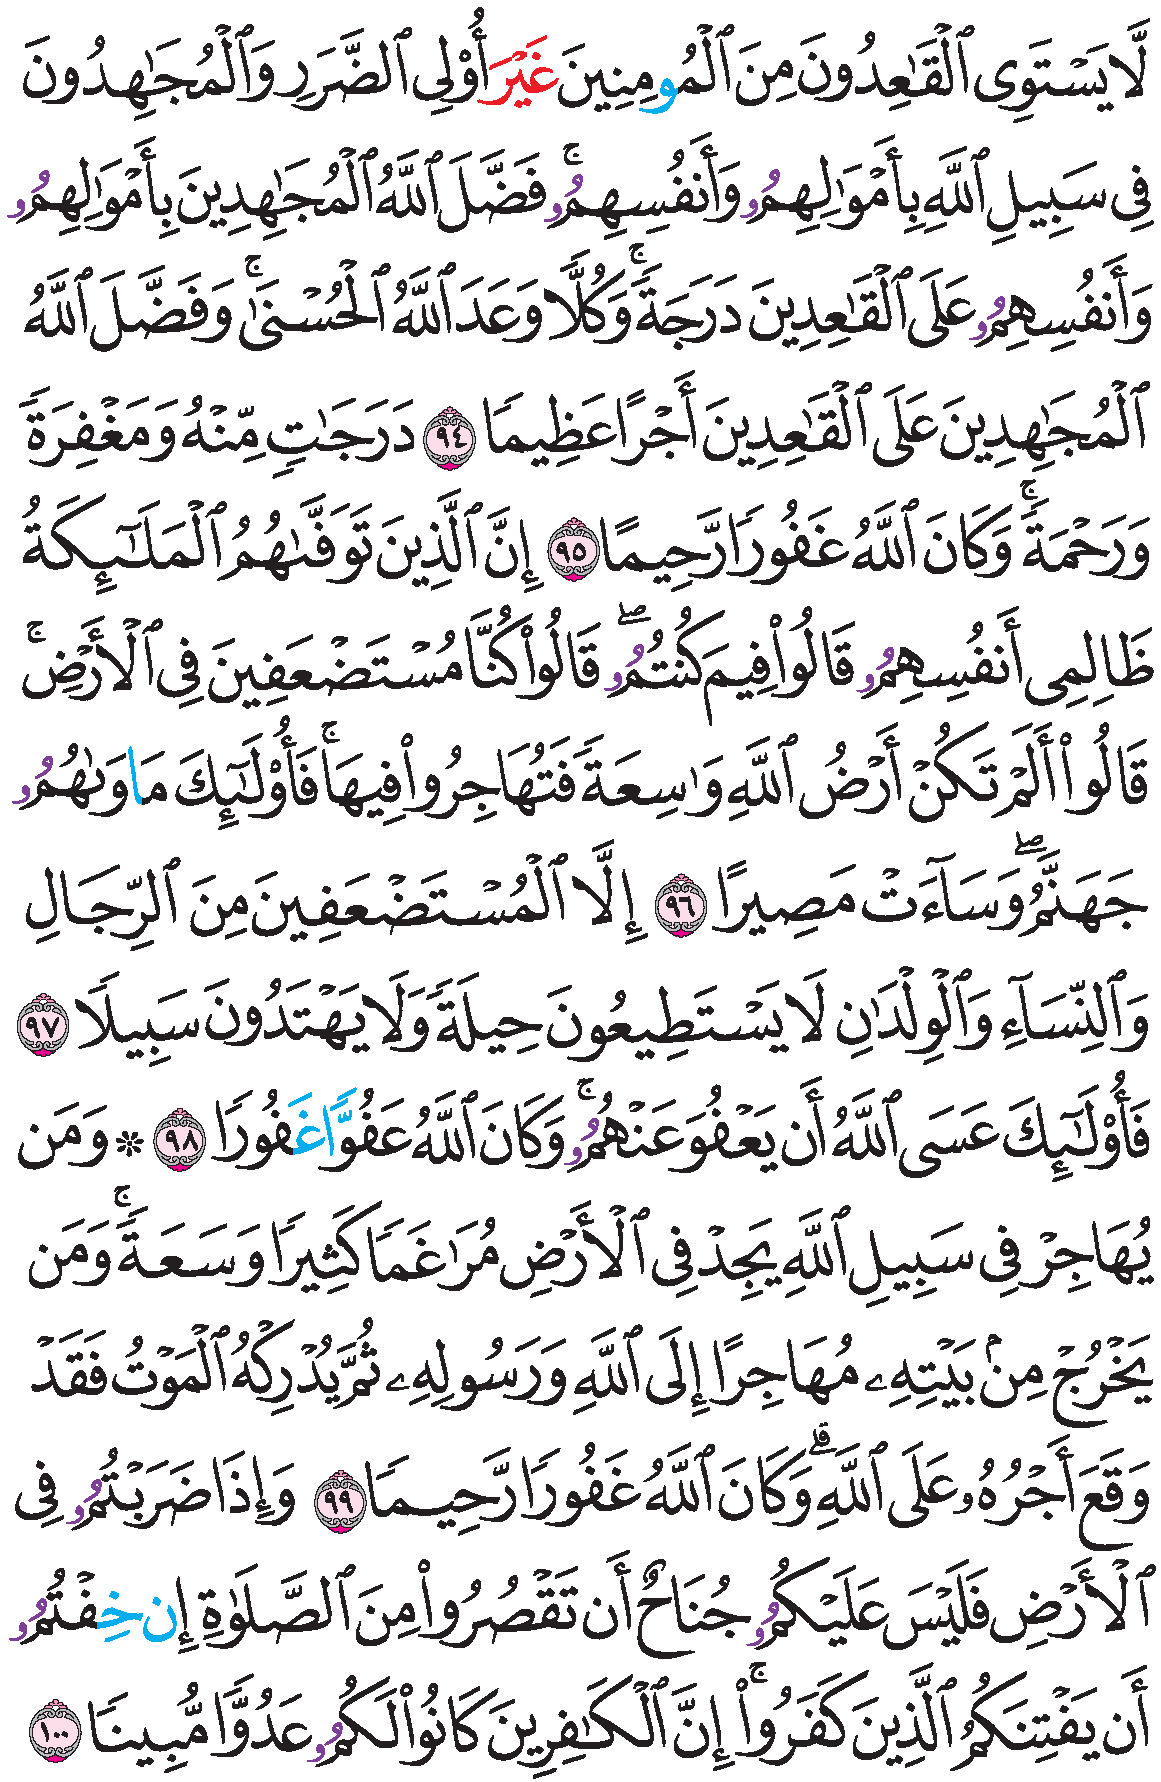 لَّا يَسْتَوِى ٱلْقَٰعِدُونَ مِنَ ٱلْمُومِنِينَ غَيْرَ أُوْلِى ٱلضَّرَرِ وَٱلْمُجَٰهِدُونَ
فِى سَبِيلِ ٱللَّهِ بِأَمْوَٰلِهِمُۥ وَأَنفُسِهِمُۥۚ فَضَّلَ ٱللَّهُ ٱلْمُجَٰهِدِينَ بِأَمْوَٰلِهِمُۥ
وَأَنفُسِهِمُۥ عَلَى ٱلْقَٰعِدِينَ دَرَجَةًۚ وَكُلًّا وَعَدَ ٱللَّهُ ٱلْحُسْنَىٰۚ وَفَضَّلَ ٱللَّهُ
ٱلْمُجَٰهِدِينَ عَلَى ٱلْقَٰعِدِينَ أَجْرًا عَظِيمًا ٩٤ دَرَجَٰتٍ مِّنْهُ وَمَغْفِرَةً
وَرَحْمَةًۚ وَكَانَ ٱللَّهُ غَفُورًا رَّحِيمًا ٩٥ إِنَّ ٱلَّذِينَ تَوَفَّىٰهُمُ ٱلْمَلَٰٓئِكَةُ
ظَالِمِى أَنفُسِهِمُۥ قَالُواْ فِيمَ كُنتُمُۥۖ قَالُواْ كُنَّا مُسْتَضْعَفِينَ فِى ٱلْأَرْضِۚ
قَالُواْ أَلَمْ تَكُنْ أَرْضُ ٱللَّهِ وَٰسِعَةً فَتُهَاجِرُواْ فِيهَاۚ فَأُوْلَٰٓئِكَ مَاوَىٰهُمُۥ
جَهَنَّمُۖ وَسَآءَتْ مَصِيرًا ٩٦ إِلَّا ٱلْمُسْتَضْعَفِينَ مِنَ ٱلرِّجَالِ
وَٱلنِّسَآءِ وَٱلْوِلْدَٰنِ لَا يَسْتَطِيعُونَ حِيلَةً وَلَا يَهْتَدُونَ سَبِيلًا ٩٧
فَأُوْلَٰٓئِكَ عَسَى ٱللَّهُ أَن يَعْفُوَ عَنْهُمُۥۚ وَكَانَ ٱللَّهُ عَفُوًّا غَفُورًا ٩٨ * وَمَن
يُهَاجِرْ فِى سَبِيلِ ٱللَّهِ يَجِدْ فِى ٱلْأَرْضِ مُرَٰغَمًا كَثِيرًا وَسَعَةًۚ وَمَن
يَخْرُجْ مِنۢ بَيْتِهِۦ مُهَاجِرًا إِلَى ٱللَّهِ وَرَسُولِهِۦ ثُمَّ يُدْرِكْهُ ٱلْمَوْتُ فَقَدْ
وَقَعَ أَجْرُهُۥ عَلَى ٱللَّهِۗ وَكَانَ ٱللَّهُ غَفُورًا رَّحِيمًا ٩٩ وَإِذَا ضَرَبْتُمُۥ فِى
ٱلْأَرْضِ فَلَيْسَ عَلَيْكُمُۥ جُنَاحٌ أَن تَقْصُرُواْ مِنَ ٱلصَّلَوٰةِ إِن خِفْتُمُۥ
أَن يَفْتِنَكُمُ ٱلَّذِينَ كَفَرُواْۚ إِنَّ ٱلْكَٰفِرِينَ كَانُواْ لَكُمُۥ عَدُوًّا مُّبِينًا ١٠٠